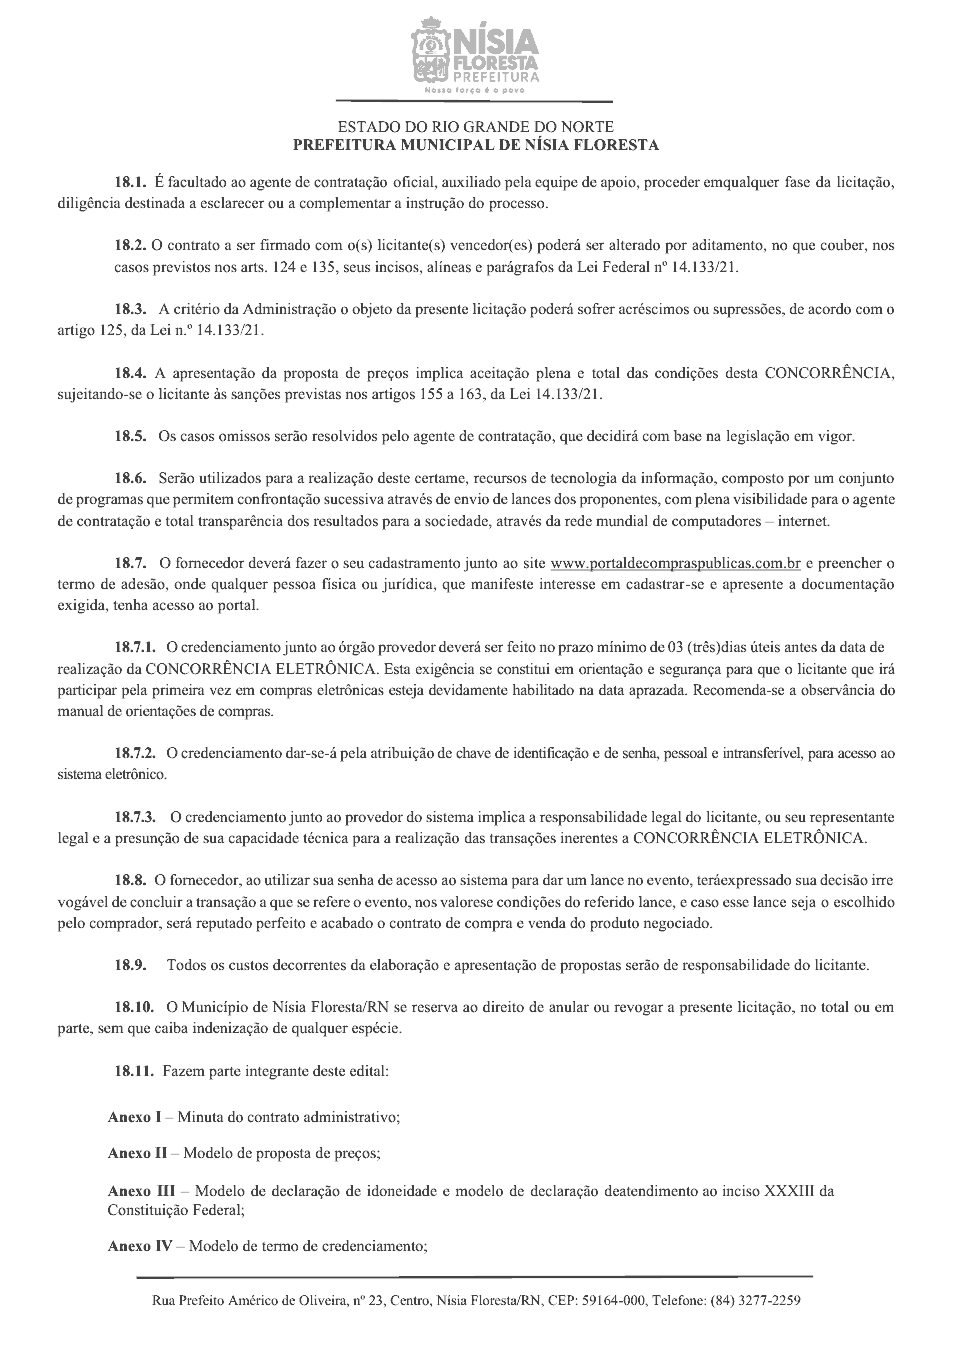 NÍSIA
FLORESTA
PREFEITURA
Nossa força é o povo
ESTADO DO RIO GRANDE DO NORTE
PREFEITURA MUNICIPAL DE NÍSIA FLORESTA
18.1. É facultado ao agente de contratação oficial, auxiliado pela equipe de apoio, proceder emqualquer fase da licitação,
diligência destinada a esclarecer ou a complementar a instrução do processo.
18.2. O contrato a ser firmado com o(s) licitante(s) vencedor(es) poderá ser alterado por aditamento, no que couber, nos
casos previstos nos arts. 124 e 135, seus incisos, alíneas e parágrafos da Lei Federal nº 14.133/21.
18.3. A critério da Administração o objeto da presente licitação poderá sofrer acréscimos ou supressões, de acordo com o
artigo 125, da Lei n.º 14.133/21.
18.4. A apresentação da proposta de preços implica aceitação plena e total das condições desta CONCORRÊNCIA,
sujeitando-se o licitante às sanções previstas nos artigos 155 a 163, da Lei 14.133/21.
18.5. Os casos omissos serão resolvidos pelo agente de contratação, que decidirá com base na legislação em vigor.
18.6. Serão utilizados para a realização deste certame, recursos de tecnologia da informação, composto por um conjunto
de programas que permitem confrontação sucessiva através de envio de lances dos proponentes, com plena visibilidade para o agente
de contratação e total transparência dos resultados para a sociedade, através da rede mundial de computadores – internet.
18.7. O fornecedor deverá fazer o seu cadastramento junto ao site www.portaldecompraspublicas.com.br e preencher o
termo de adesão, onde qualquer pessoa física ou jurídica, que manifeste interesse em cadastrar-se e apresente a documentação
exigida, tenha acesso ao portal.
18.7.1. O credenciamento junto ao órgão provedor deverá ser feito no prazo mínimo de 03 (três)dias úteis antes da data de
realização da CONCORRÊNCIA ELETRÔNICA. Esta exigência se constitui em orientação e segurança para que o licitante que irá
participar pela primeira vez em compras eletrônicas esteja devidamente habilitado na data aprazada. Recomenda-se a observância do
manual de orientações de compras.
18.7.2. O credenciamento dar-se-á pela atribuição de chave de identificação e de senha, pessoal e intransferível, para acesso ao
sistema eletrônico.
18.7.3. O credenciamento junto ao provedor do sistema implica a responsabilidade legal do licitante, ou seu representante
legal e a presunção de sua capacidade técnica para a realização das transações inerentes a CONCORRÊNCIA ELETRÔNICA.
18.8. O fornecedor, ao utilizar sua senha de acesso ao sistema para dar um lance no evento, teráexpressado sua decisão irre
vogável de concluir a transação a que se refere o evento, nos valorese condições do referido lance, e caso esse lance seja o escolhido
pelo comprador, será reputado perfeito e acabado o contrato de compra e venda do produto negociado.
18.9. Todos os custos decorrentes da elaboração e apresentação de propostas serão de responsabilidade do licitante.
18.10. O Município de Nísia Floresta/RN se reserva ao direito de anular ou revogar a presente licitação, no total ou em
parte, sem que caiba indenização de qualquer espécie.
18.11. Fazem parte integrante deste edital:
Anexo I – Minuta do contrato administrativo;
Anexo II – Modelo de proposta de preços;
Anexo III – Modelo de declaração de idoneidade e modelo de declaração deatendimento ao inciso XXXIII da
Constituição Federal;
Anexo IV – Modelo de termo de credenciamento;
Rua Prefeito Américo de Oliveira, nº 23, Centro, Nísia Floresta/RN, CEP: 59164-000, Telefone: (84) 3277-2259